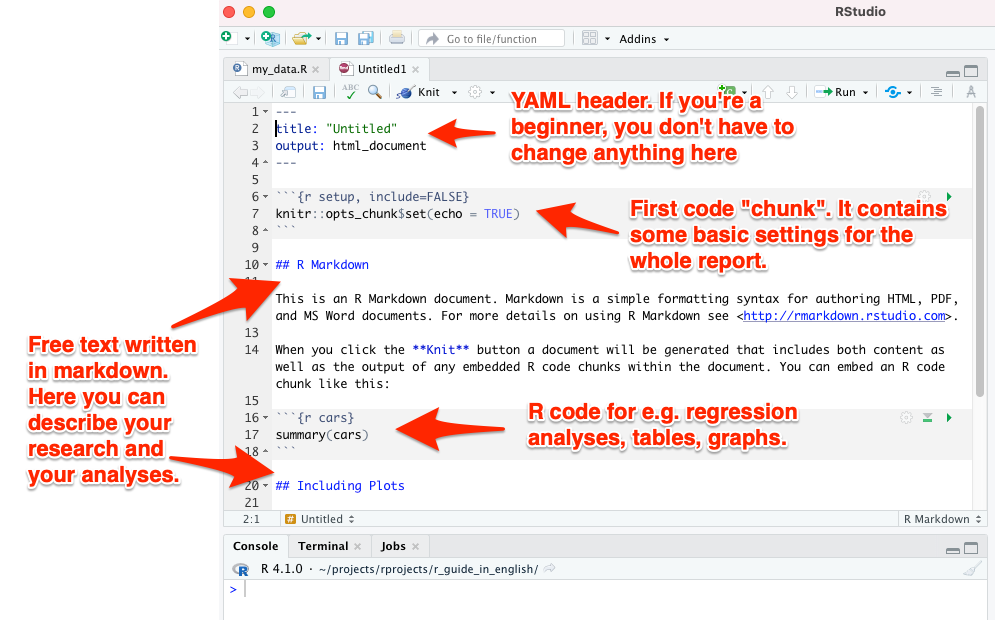 RStudio
Go to file/function
Addins
my_data.R
Untitled1
ABC
Knit
Run
1 ---
2 title: "Untitled"
3 output: html_document
4 ---
5
6 ```{r setup, include=FALSE}
7 knitr::opts_chunk$set(echo = TRUE)
8 ```
9
10 ## R Markdown
11
This is an R Markdown document. Markdown is a simple formatting syntax for authoring HTML, PDF,
and MS Word documents. For more details on using R Markdown see <http://rmarkdown.rstudio.com>.
13
14 When you click the **Knit** button a document will be generated that includes both content as
well as the output of any embedded R code chunks within the document. You can embed an R code
chunk like this:
15
16 ```{r cars}
17 summary(cars)
18 ```
20 ## Including Plots
21
YAML header. If you're a
beginner, you don't have to
change anything here
First code "chunk". It contains
some basic settings for the
whole report.
Free text written
in markdown.
Here you can
describe your
research and
your analyses.
R code for e.g. regression
analyses, tables, graphs.
2:1
# Untitled
R Markdown
Console
Terminal
Jobs
R R 4.1.0 · ~/projects/rprojects/r_guide_in_english/
>